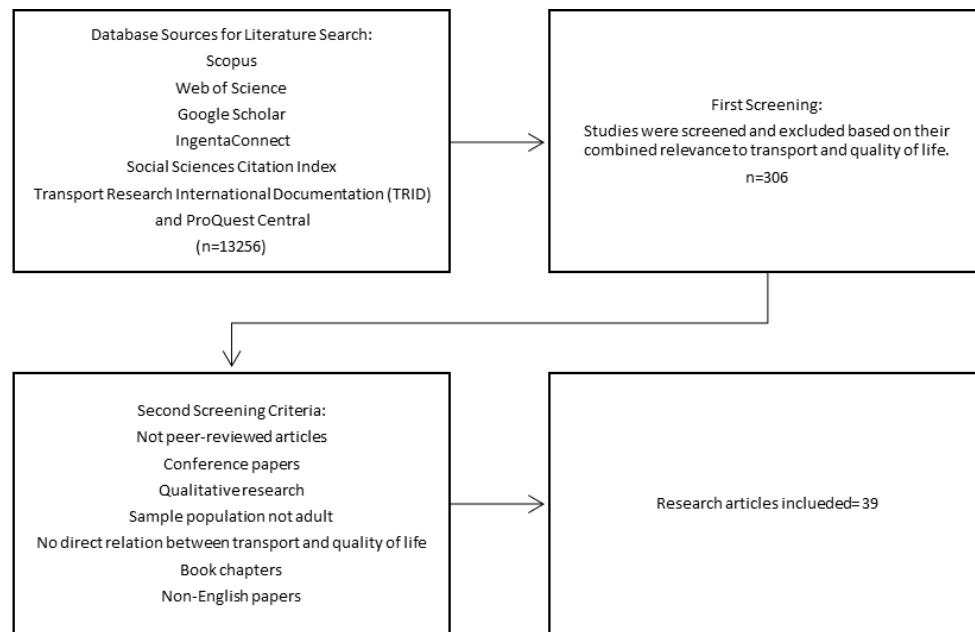 Database Sources for Literature Search:
Scopus
Web of Science
Google Scholar
IngentaConnect
Social Sciences Citation Index
Transport Research International Documentation (TRID)
and ProQuest Central
(n=13256)
First Screening:
Studies were screened and excluded based on their
combined relevance to transport and quality of life.
n=306
Second Screening Criteria:
Not peer-reviewed articles
Conference papers
Qualitative research
Sample population not adult
No direct relation between transport and quality of life
Book chapters
Non-English papers
Research articles inclueded= 39